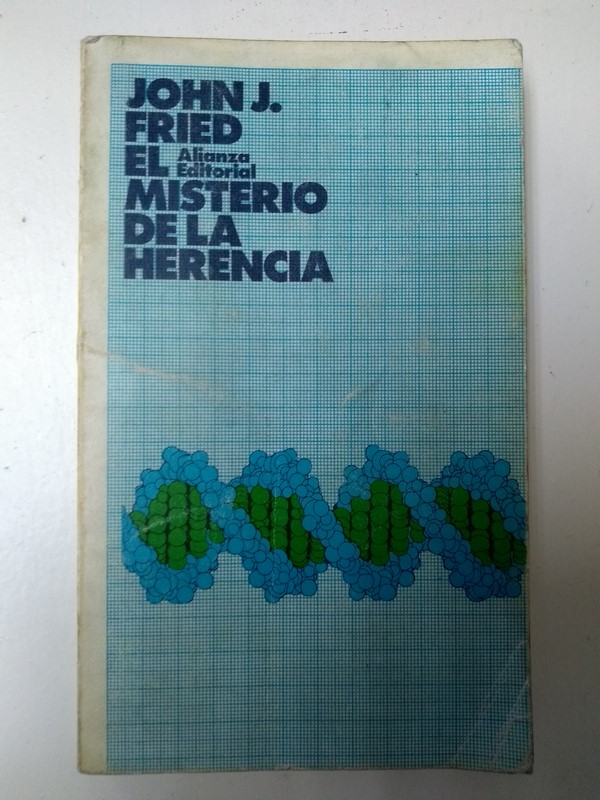 JOHN J.
FRIED
EL Alianza
Editorial
MISTERIO
DE LA
HERENCIA